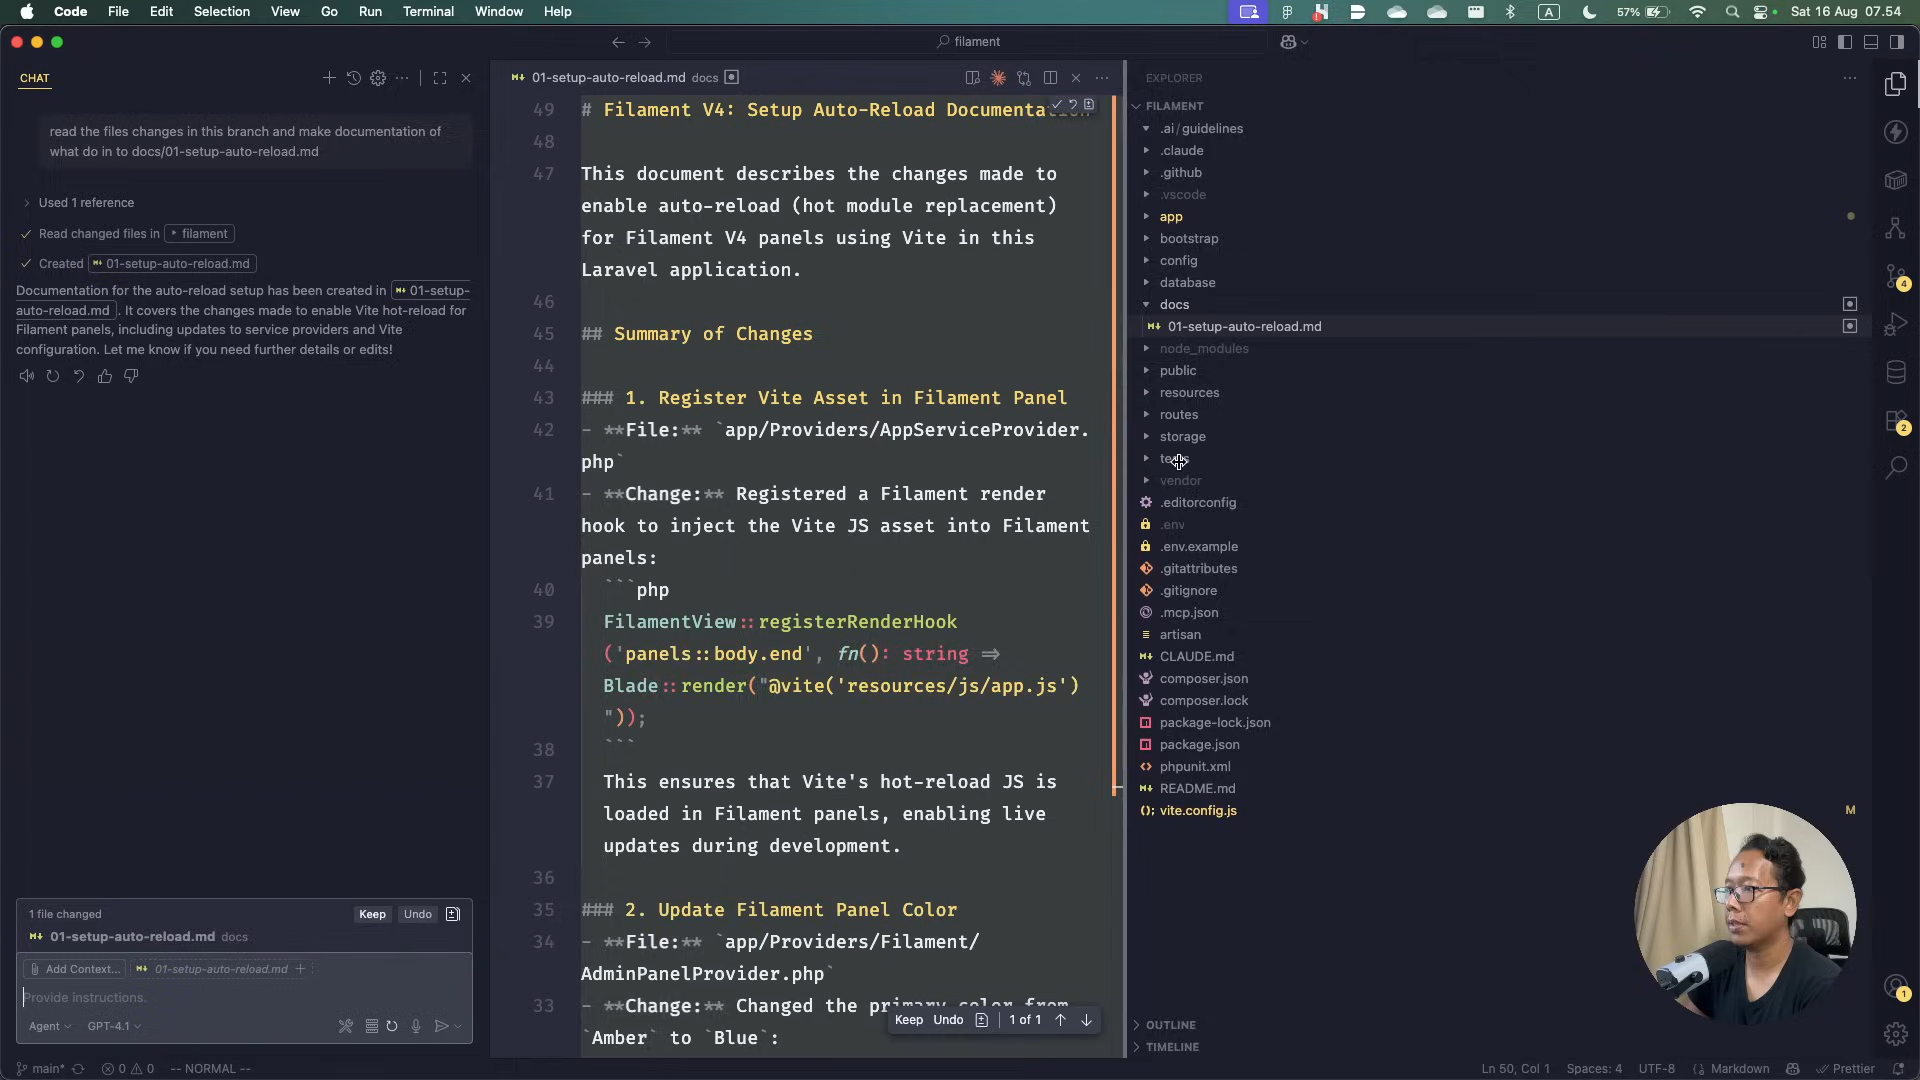 Code File Edit Selection View Go Run Terminal Window Help
A 57% Sat 16 Aug 07.54
filament
CHAT
read the files changes in this branch and make documentation of
what do in to docs/01-setup-auto-reload.md
Used 1 reference
Read changed files in filament
Created 01-setup-auto-reload.md
Documentation for the auto-reload setup has been created in 01-setup-
auto-reload.md . It covers the changes made to enable Vite hot-reload for
Filament panels, including updates to service providers and Vite
configuration. Let me know if you need further details or edits!
1 file changed Keep Undo
01-setup-auto-reload.md docs
Add Context... 01-setup-auto-reload.md
Provide instructions.
Agent GPT-4.1
01-setup-auto-reload.md docs
49 # Filament V4: Setup Auto-Reload Documentation
48
47 This document describes the changes made to
enable auto-reload (hot module replacement)
for Filament V4 panels using Vite in this
Laravel application.
46
45 ## Summary of Changes
44
43 ### 1. Register Vite Asset in Filament Panel
42 - **File:** `app/Providers/AppServiceProvider.
php`
41 - **Change:** Registered a Filament render
hook to inject the Vite JS asset into Filament
panels:
40 ```php
39 FilamentView::registerRenderHook
('panels::body.end', fn(): string =>
Blade::render("@vite('resources/js/app.js')
"));
38 ```
37 This ensures that Vite's hot-reload JS is
loaded in Filament panels, enabling live
updates during development.
36
35 ### 2. Update Filament Panel Color
34 - **File:** `app/Providers/Filament/
AdminPanelProvider.php`
33 - **Change:** Changed the primary color from
`Amber` to `Blue`:
Keep Undo 1 of 1
EXPLORER
FILAMENT
.ai/guidelines
.claude
.github
.vscode
app
bootstrap
config
database
docs
01-setup-auto-reload.md
node_modules
public
resources
routes
storage
tests
vendor
.editorconfig
.env
.env.example
.gitattributes
.gitignore
.mcp.json
artisan
CLAUDE.md
composer.json
composer.lock
package-lock.json
package.json
phpunit.xml
README.md
vite.config.js M
OUTLINE
TIMELINE
4
2
1
main* 0 0 -- NORMAL --
Ln 50, Col 1 Spaces: 4 UTF-8 Markdown Prettier